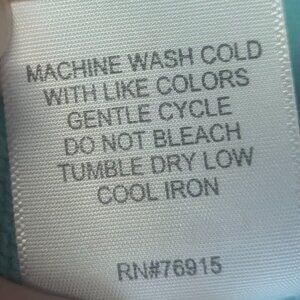 MACHINE WASH COLD
WITH LIKE COLORS
GENTLE CYCLE
DO NOT BLEACH
TUMBLE DRY LOW
COOL IRON
RN#76915